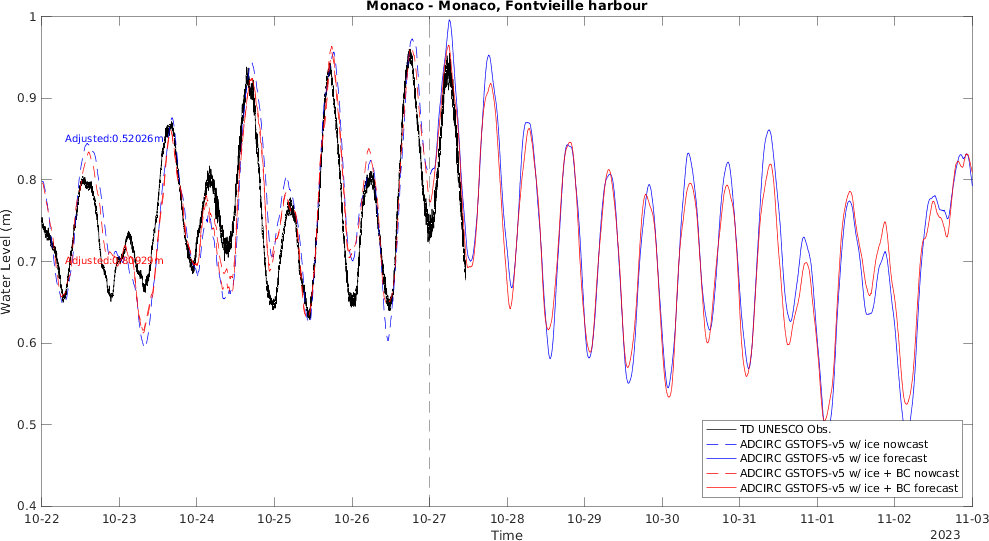 Monaco - Monaco, Fontvieille harbour
Water Level (m)
1
0.9
0.8
0.7
0.6
0.5
0.4
Adjusted:0.52026m
TD UNESCO Obs.
ADCIRC GSTOFS-v5 w/ ice nowcast
ADCIRC GSTOFS-v5 w/ ice forecast
ADCIRC GSTOFS-v5 w/ ice + BC nowcast
ADCIRC GSTOFS-v5 w/ ice + BC forecast
10-22
10-23
10-24
10-25
10-26
10-27
10-28
10-29
10-30
10-31
11-01
11-02
11-03
Time
2023